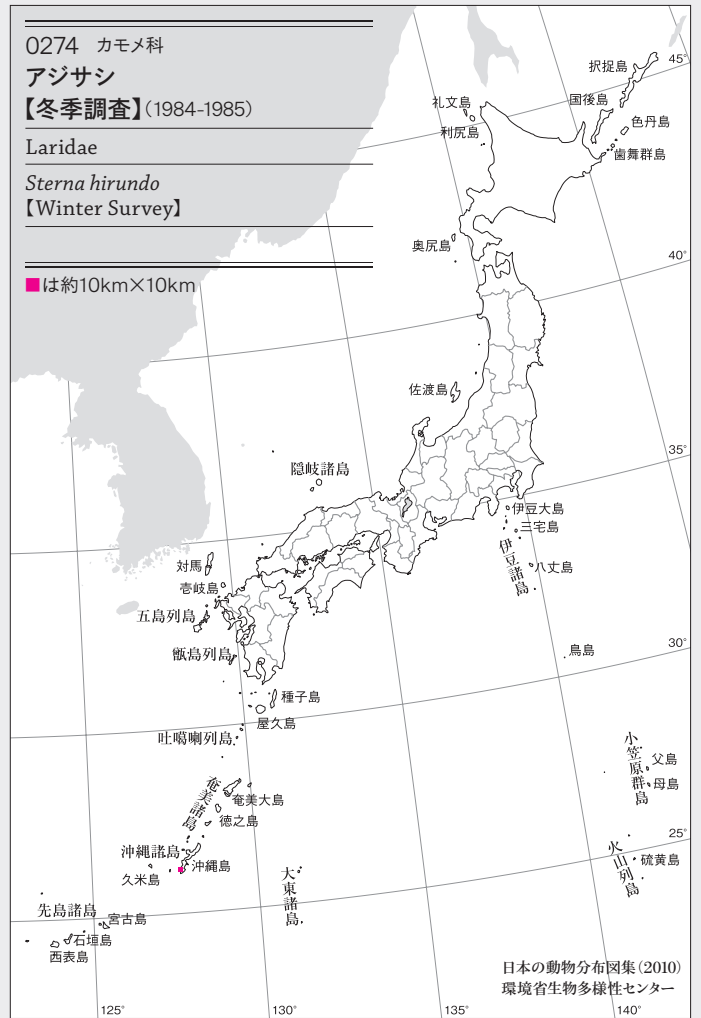 0274 カモメ科
アジサシ
【冬季調査】(1984-1985)
Laridae
Sterna hirundo
【Winter Survey】
■は約10km×10km
択捉島
45°
国後島
礼文島
色丹島
利尻島
歯舞群島
奥尻島
40°
佐渡島
35°
隠岐諸島
伊豆大島
三宅島
伊豆諸島
八丈島
対馬
壱岐島
五島列島
甑島列島
鳥島
30°
種子島
屋久島
吐噶喇列島
小笠原群島
父島
母島
奄美諸島
奄美大島
徳之島
25°
沖縄諸島
沖縄島
久米島
火山列島
硫黄島
大東諸島
先島諸島
宮古島
石垣島
西表島
日本の動物分布図集(2010)
環境省生物多様性センター
125°
130°
135°
140°